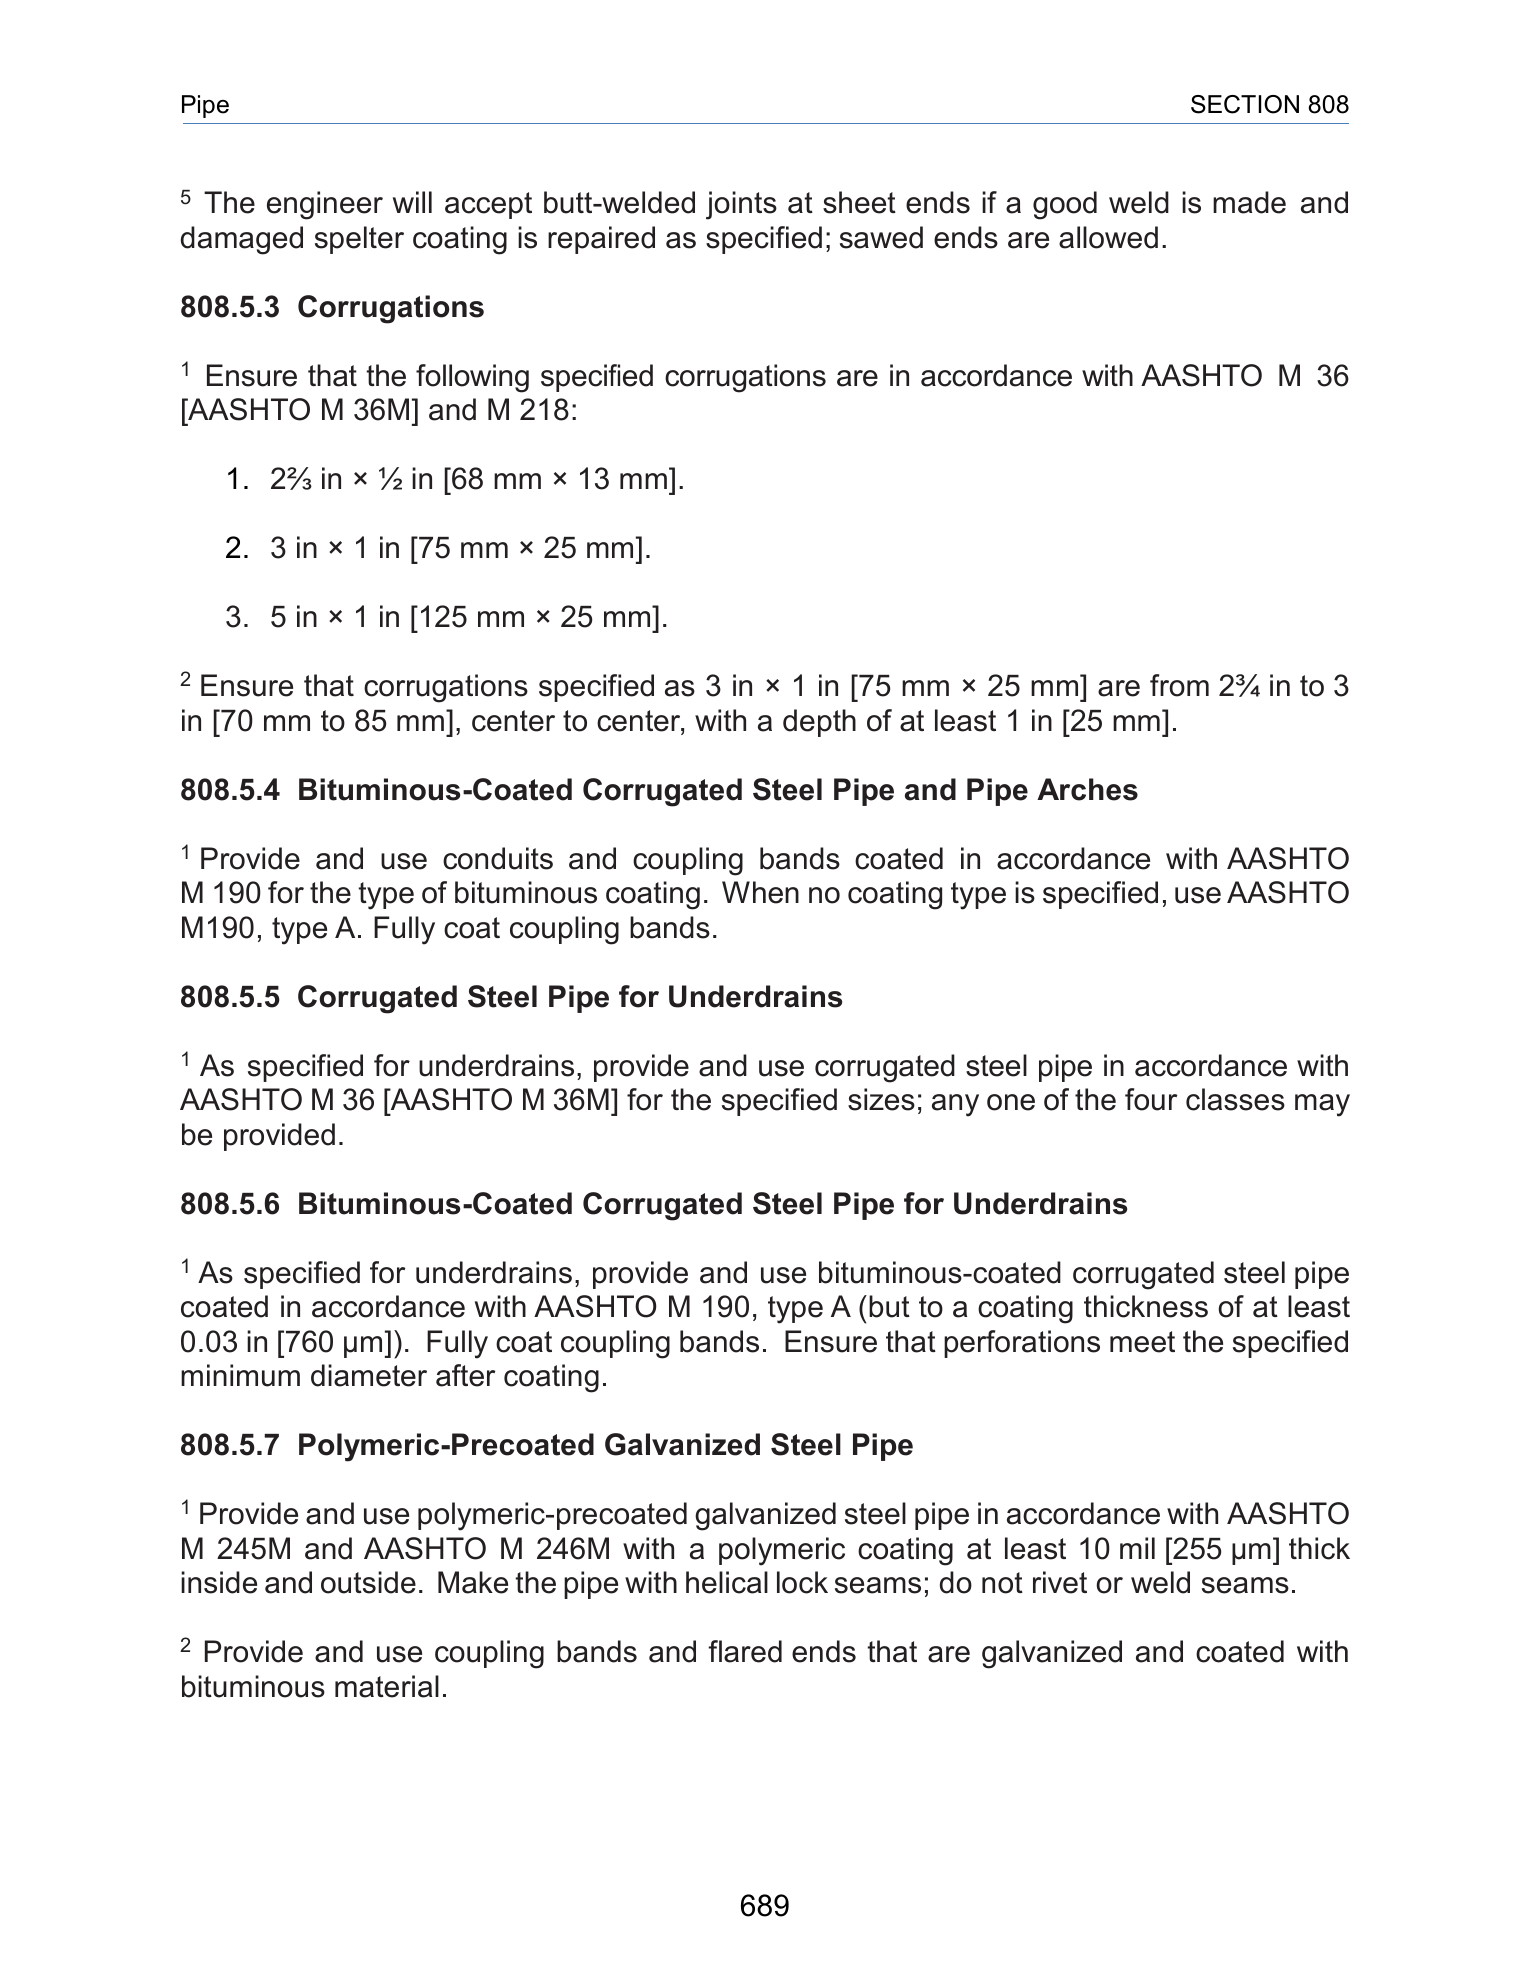 Pipe SECTION 808
⁵ The engineer will accept butt-welded joints at sheet ends if a good weld is made and
damaged spelter coating is repaired as specified; sawed ends are allowed.
808.5.3 Corrugations
¹ Ensure that the following specified corrugations are in accordance with AASHTO M 36
[AASHTO M 36M] and M 218:
1. 2⅔ in × ½ in [68 mm × 13 mm].
2. 3 in × 1 in [75 mm × 25 mm].
3. 5 in × 1 in [125 mm × 25 mm].
² Ensure that corrugations specified as 3 in × 1 in [75 mm × 25 mm] are from 2¾ in to 3
in [70 mm to 85 mm], center to center, with a depth of at least 1 in [25 mm].
808.5.4 Bituminous-Coated Corrugated Steel Pipe and Pipe Arches
¹ Provide and use conduits and coupling bands coated in accordance with AASHTO
M 190 for the type of bituminous coating. When no coating type is specified, use AASHTO
M190, type A. Fully coat coupling bands.
808.5.5 Corrugated Steel Pipe for Underdrains
¹ As specified for underdrains, provide and use corrugated steel pipe in accordance with
AASHTO M 36 [AASHTO M 36M] for the specified sizes; any one of the four classes may
be provided.
808.5.6 Bituminous-Coated Corrugated Steel Pipe for Underdrains
¹ As specified for underdrains, provide and use bituminous-coated corrugated steel pipe
coated in accordance with AASHTO M 190, type A (but to a coating thickness of at least
0.03 in [760 µm]). Fully coat coupling bands. Ensure that perforations meet the specified
minimum diameter after coating.
808.5.7 Polymeric-Precoated Galvanized Steel Pipe
¹ Provide and use polymeric-precoated galvanized steel pipe in accordance with AASHTO
M 245M and AASHTO M 246M with a polymeric coating at least 10 mil [255 µm] thick
inside and outside. Make the pipe with helical lock seams; do not rivet or weld seams.
² Provide and use coupling bands and flared ends that are galvanized and coated with
bituminous material.
689